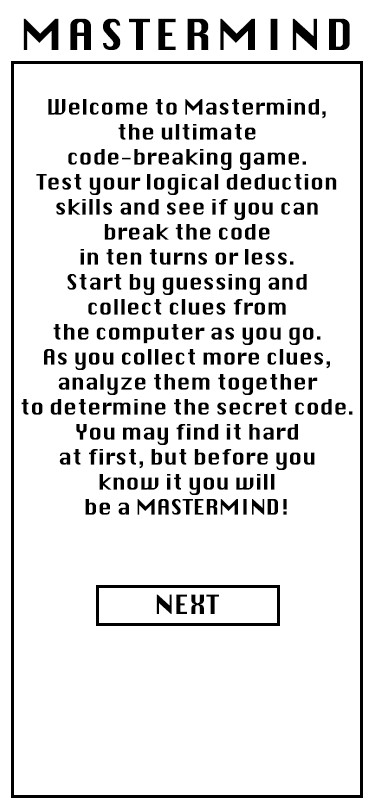 MASTERMIND
Welcome to Mastermind,
the ultimate
code-breaking game.
Test your logical deduction
skills and see if you can
break the code
in ten turns or less.
Start by guessing and
collect clues from
the computer as you go.
As you collect more clues,
analyze them together
to determine the secret code.
You may find it hard
at first, but before you
know it you will
be a MASTERMIND!
NEXT